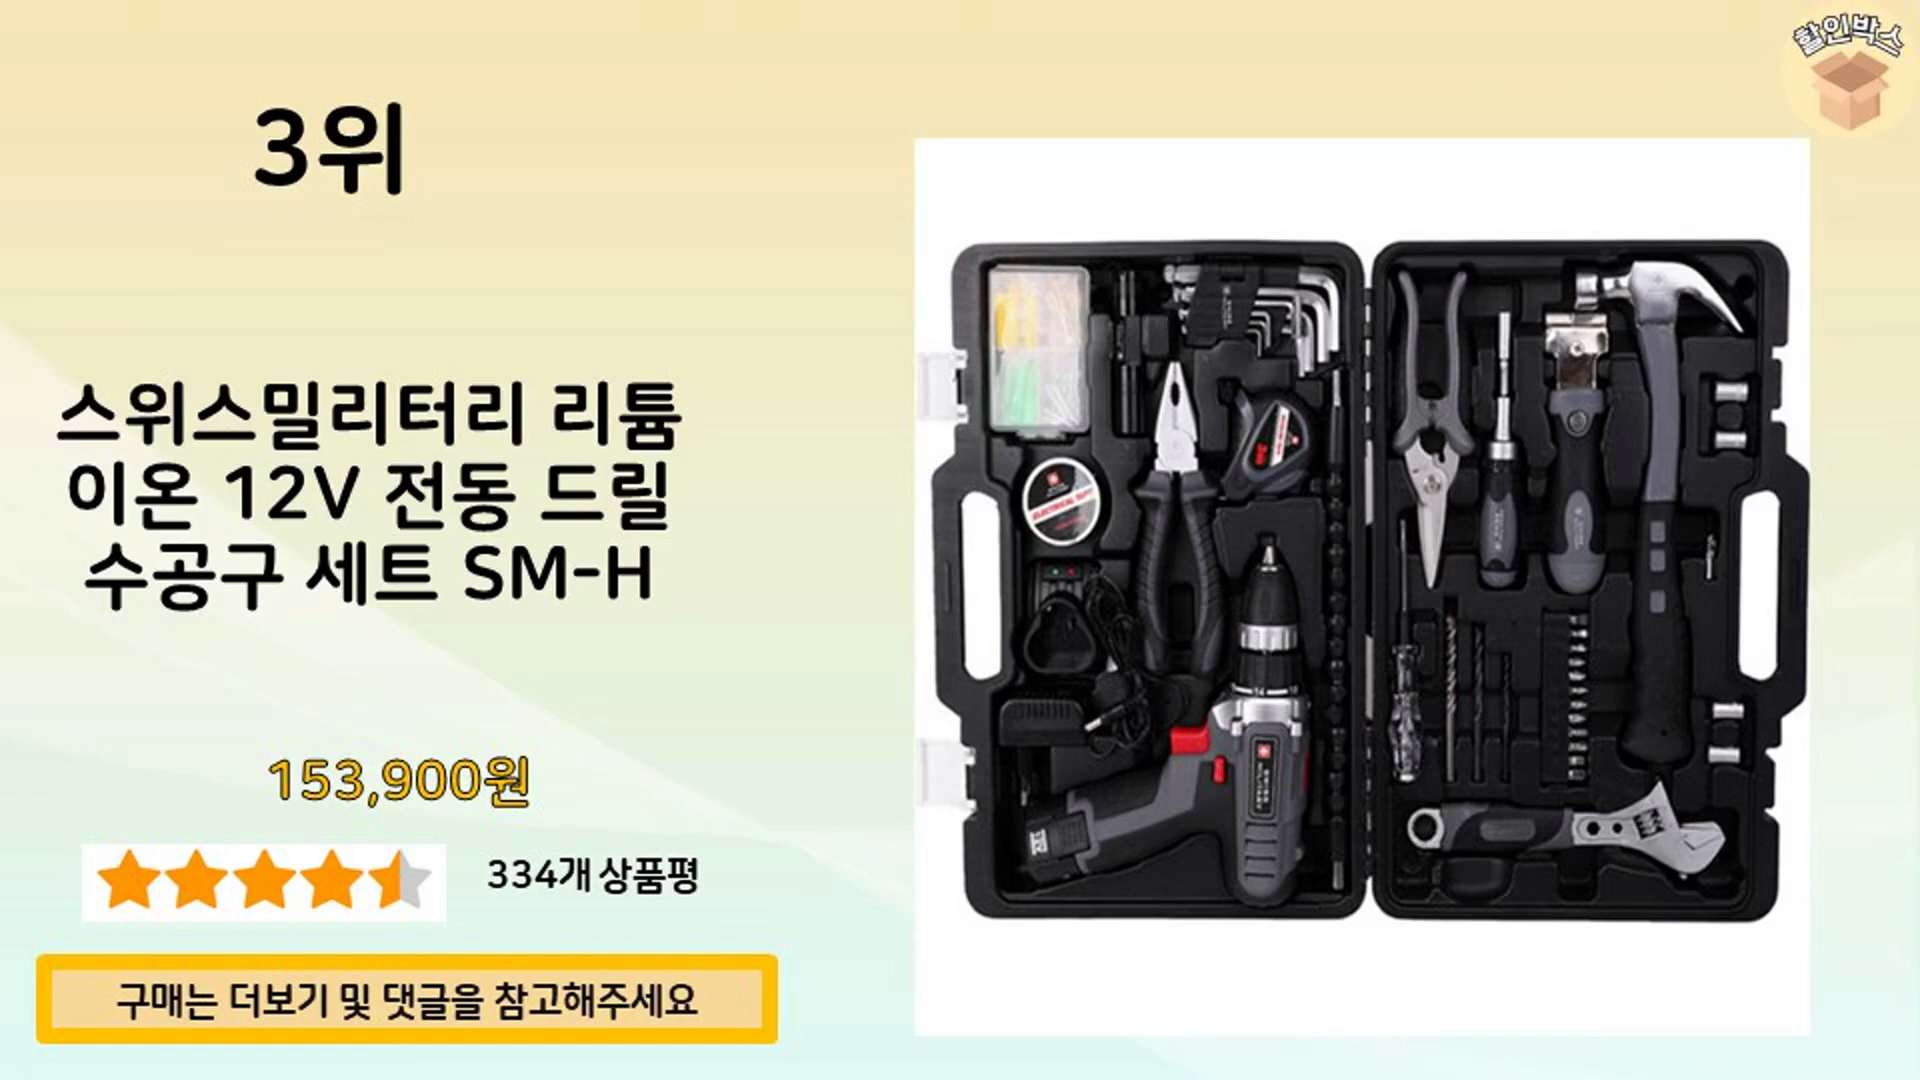 할인박스
3위
스위스밀리터리 리튬
이온 12V 전동 드릴
수공구 세트 SM-H
153,900원
334개 상품평
구매는 더보기 및 댓글을 참고해주세요